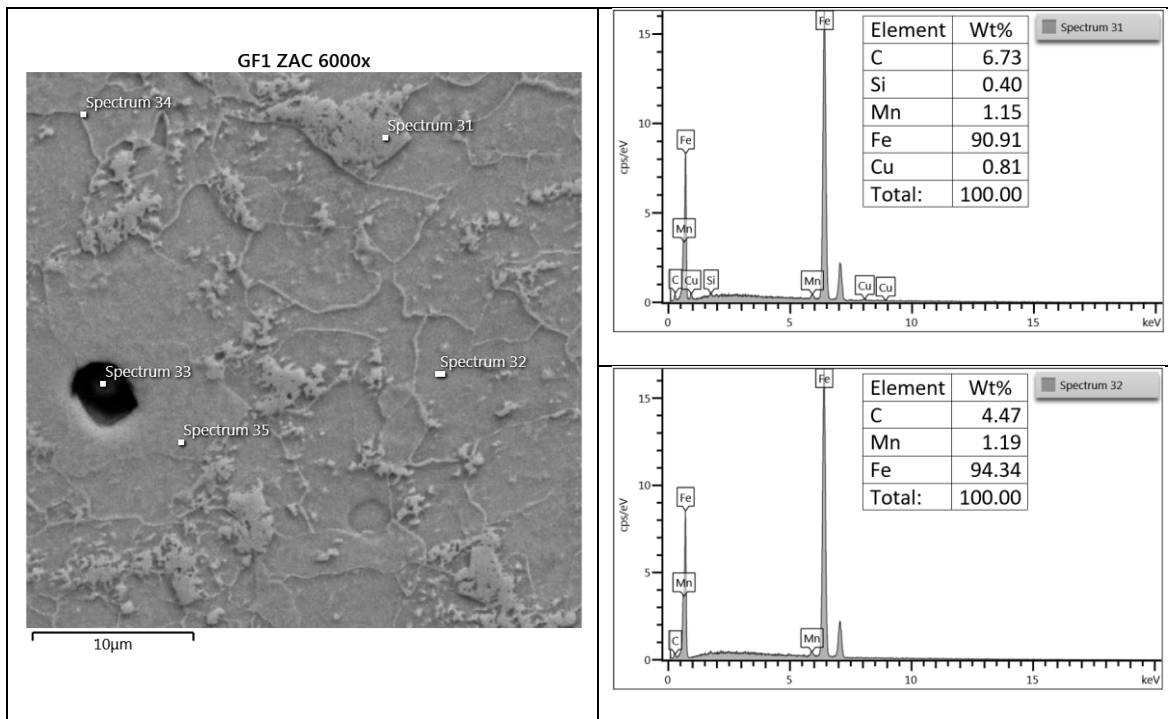 GF1 ZAC 6000x
Spectrum 34
Spectrum 31
Spectrum 32
Spectrum 33
Spectrum 35
10µm
Element Wt%
C 6.73
Si 0.40
Mn 1.15
Fe 90.91
Cu 0.81
Total: 100.00
Spectrum 31
cps/eV
15
10
5
0
Fe
Fe
Mn
C Cu Si Mn Cu Cu
0 5 10 15 keV
Element Wt%
C 4.47
Mn 1.19
Fe 94.34
Total: 100.00
Spectrum 32
cps/eV
15
10
5
0
Fe
Fe
Mn
C Mn
0 5 10 15 keV